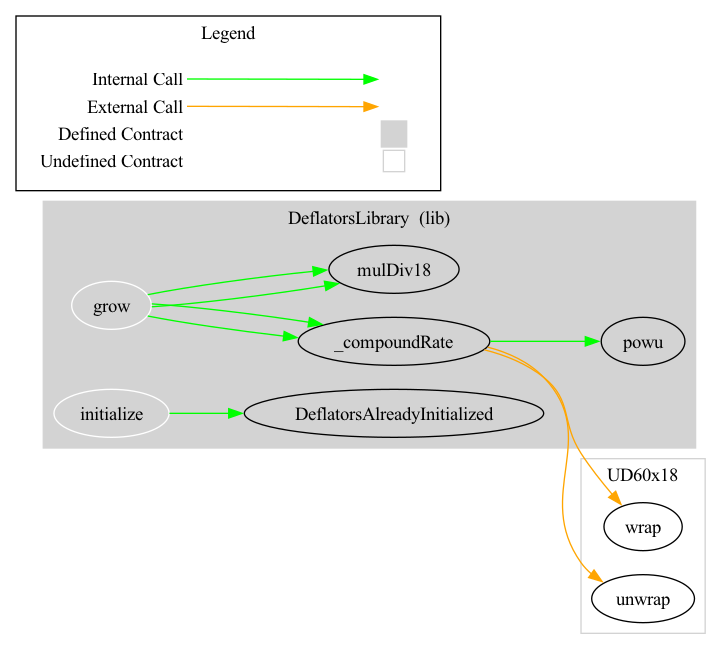 Legend
Internal Call
External Call
Defined Contract
Undefined Contract
DeflatorsLibrary  (lib)
mulDiv18
grow
_compoundRate
powu
initialize
DeflatorsAlreadyInitialized
UD60x18
wrap
unwrap